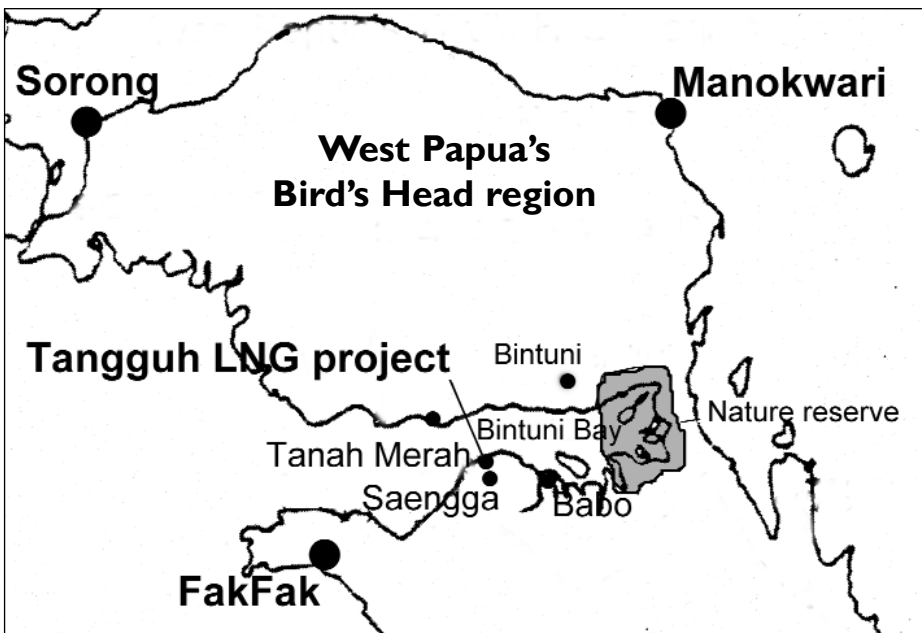 Sorong
Manokwari
West Papua's
Bird's Head region
Tangguh LNG project
Bintuni
Nature reserve
Bintuni Bay
Tanah Merah
Saengga
Babo
FakFak